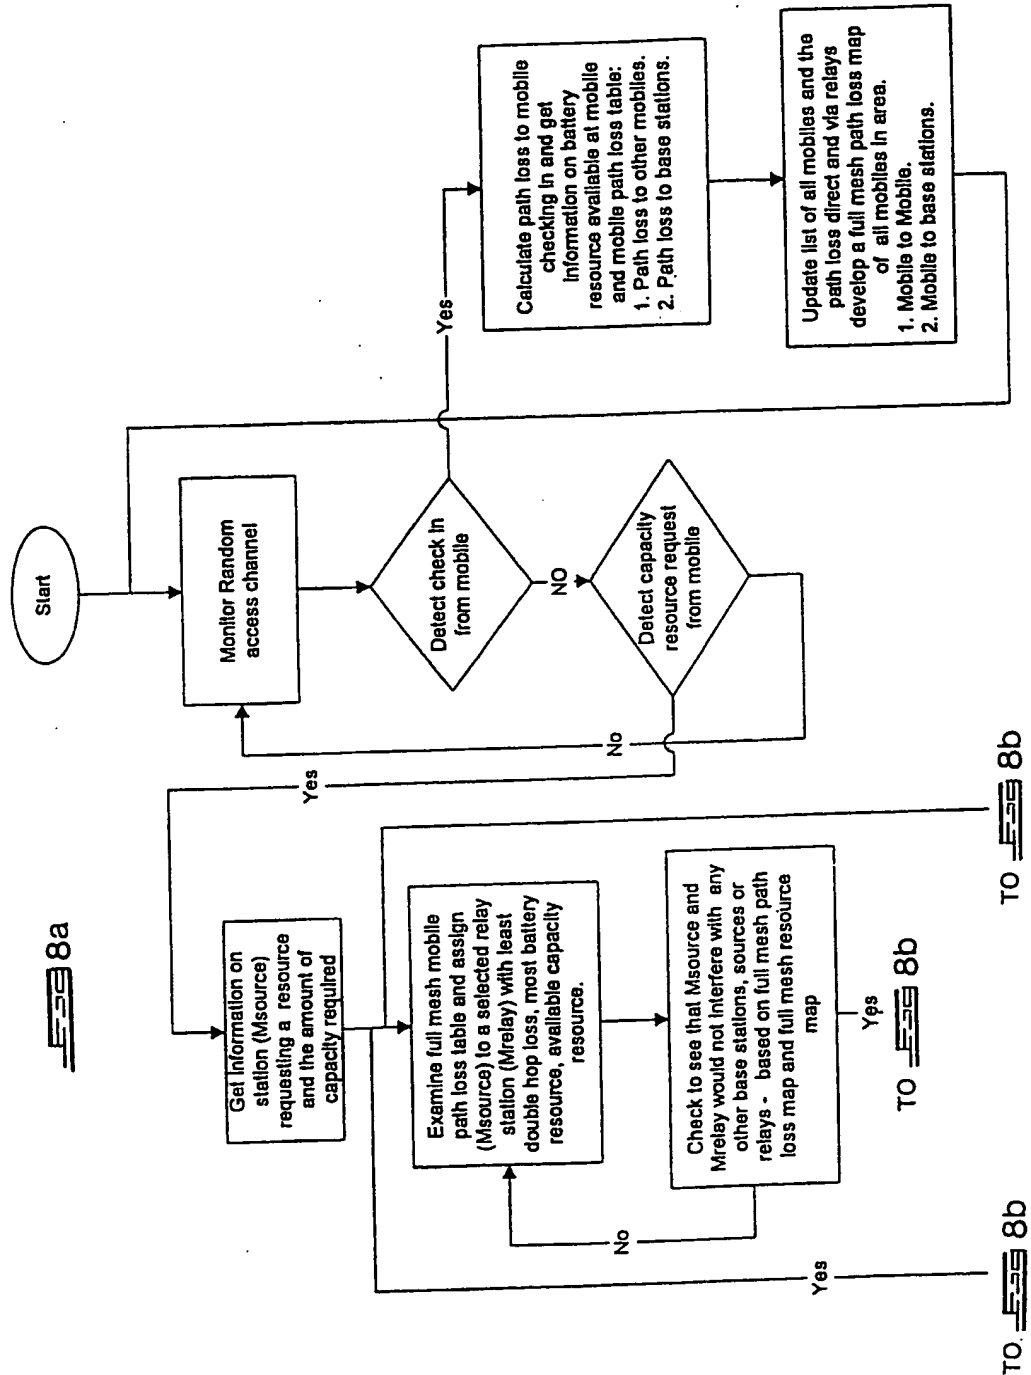 Fig 8a
Start
Monitor Random
access channel
Detect check in
from mobile
Yes
NO
Calculate path loss to mobile
checking in and get
information on battery
resource available at mobile
and mobile path loss table:
1. Path loss to other mobiles.
2. Path loss to base stations.
Update list of all mobiles and the
path loss direct and via relays
develop a full mesh path loss map
of all mobiles in area.
1. Mobile to Mobile.
2. Mobile to base stations.
Detect capacity
resource request
from mobile
No
Yes
Get information on
station (Msource)
requesting a resource
and the amount of
capacity required
Examine full mesh mobile
path loss table and assign
(Msource) to a selected relay
station (Mrelay) with least
double hop loss, most battery
resource, available capacity
resource.
Check to see that Msource and
Mrelay would not interfere with any
other base stations, sources or
relays - based on full mesh path
loss map and full mesh resource
map
No
Yes
TO Fig 8b
Yes
TO. Fig 8b
TO Fig 8b